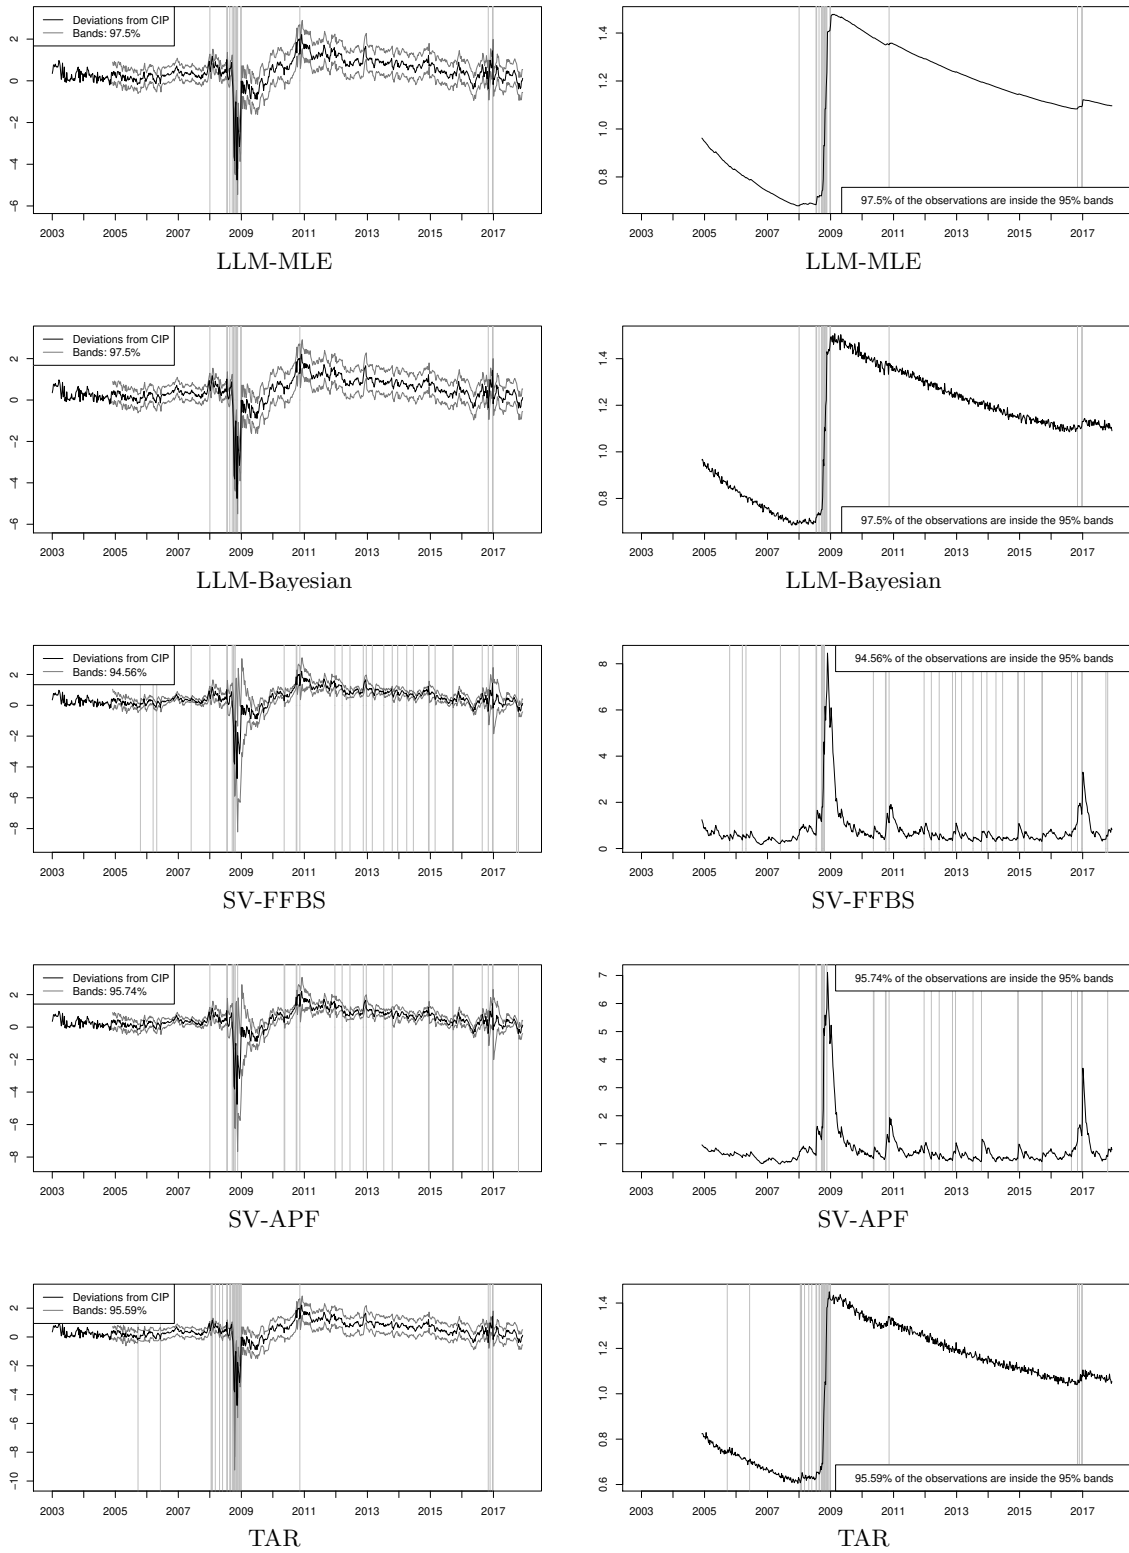 Deviations from CIP
Bands: 97.5%
2
0
−2
−4
−6
2003 2005 2007 2009 2011 2013 2015 2017
LLM-MLE
1.4
1.2
1.0
0.8
97.5% of the observations are inside the 95% bands
2003 2005 2007 2009 2011 2013 2015 2017
LLM-MLE
Deviations from CIP
Bands: 97.5%
2
0
−2
−4
−6
2003 2005 2007 2009 2011 2013 2015 2017
LLM-Bayesian
1.4
1.2
1.0
0.8
97.5% of the observations are inside the 95% bands
2003 2005 2007 2009 2011 2013 2015 2017
LLM-Bayesian
Deviations from CIP
Bands: 94.56%
2
0
−2
−4
−6
−8
2003 2005 2007 2009 2011 2013 2015 2017
SV-FFBS
94.56% of the observations are inside the 95% bands
8
6
4
2
0
2003 2005 2007 2009 2011 2013 2015 2017
SV-FFBS
Deviations from CIP
Bands: 95.74%
2
0
−2
−4
−6
−8
2003 2005 2007 2009 2011 2013 2015 2017
SV-APF
95.74% of the observations are inside the 95% bands
7
6
5
4
3
2
1
2003 2005 2007 2009 2011 2013 2015 2017
SV-APF
Deviations from CIP
Bands: 95.59%
2
0
−2
−4
−6
−8
−10
2003 2005 2007 2009 2011 2013 2015 2017
TAR
1.4
1.2
1.0
0.8
0.6
95.59% of the observations are inside the 95% bands
2003 2005 2007 2009 2011 2013 2015 2017
TAR